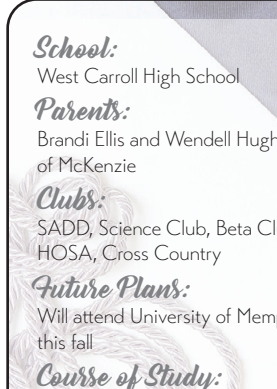 School:
West Carroll High School
Parents:
Brandi Ellis and Wendell Hugh
of McKenzie
Clubs:
SADD, Science Club, Beta Cl
HOSA, Cross Country
Future Plans:
Will attend University of Memp
this fall
Course of Study: